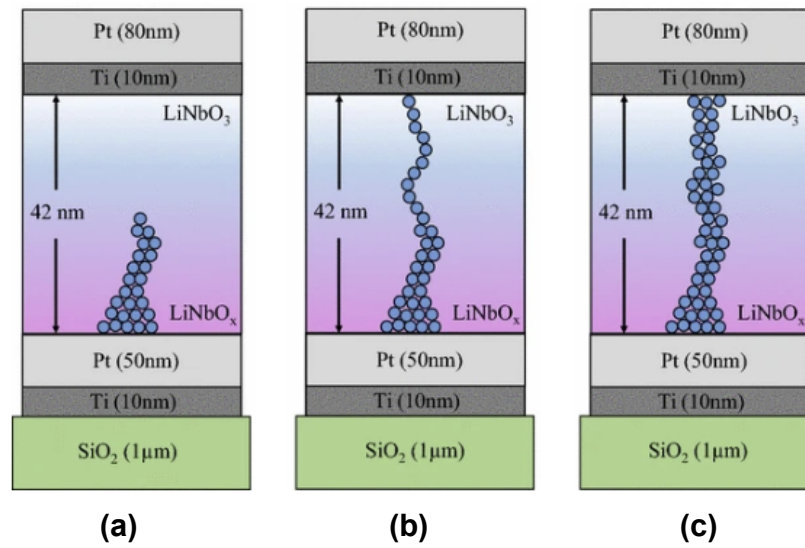 Pt (80nm)
Ti (10nm)
LiNbO₃
42 nm
LiNbOₓ
Pt (50nm)
Ti (10nm)
SiO₂ (1μm)
(a)
Pt (80nm)
Ti (10nm)
LiNbO₃
42 nm
LiNbOₓ
Pt (50nm)
Ti (10nm)
SiO₂ (1μm)
(b)
Pt (80nm)
Ti (10nm)
LiNbO₃
42 nm
LiNbOₓ
Pt (50nm)
Ti (10nm)
SiO₂ (1μm)
(c)